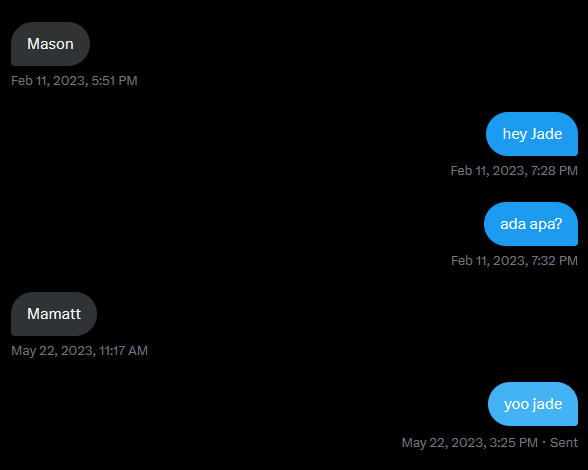 Mason
Feb 11, 2023, 5:51 PM
hey Jade
Feb 11, 2023, 7:28 PM
ada apa?
Feb 11, 2023, 7:32 PM
Mamatt
May 22, 2023, 11:17 AM
yoo jade
May 22, 2023, 3:25 PM · Sent